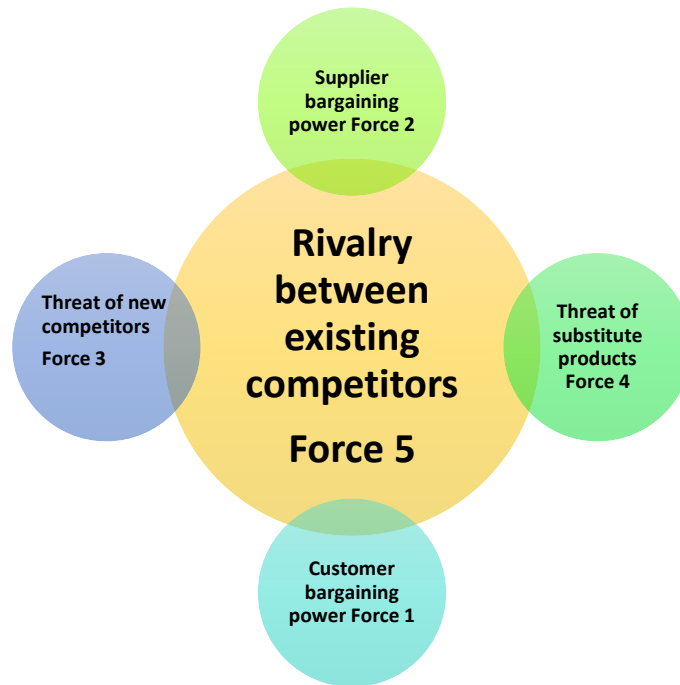 Supplier
bargaining
power Force 2
Rivalry
between
existing
competitors
Force 5
Threat of new
competitors
Force 3
Threat of
substitute
products
Force 4
Customer
bargaining
power Force 1